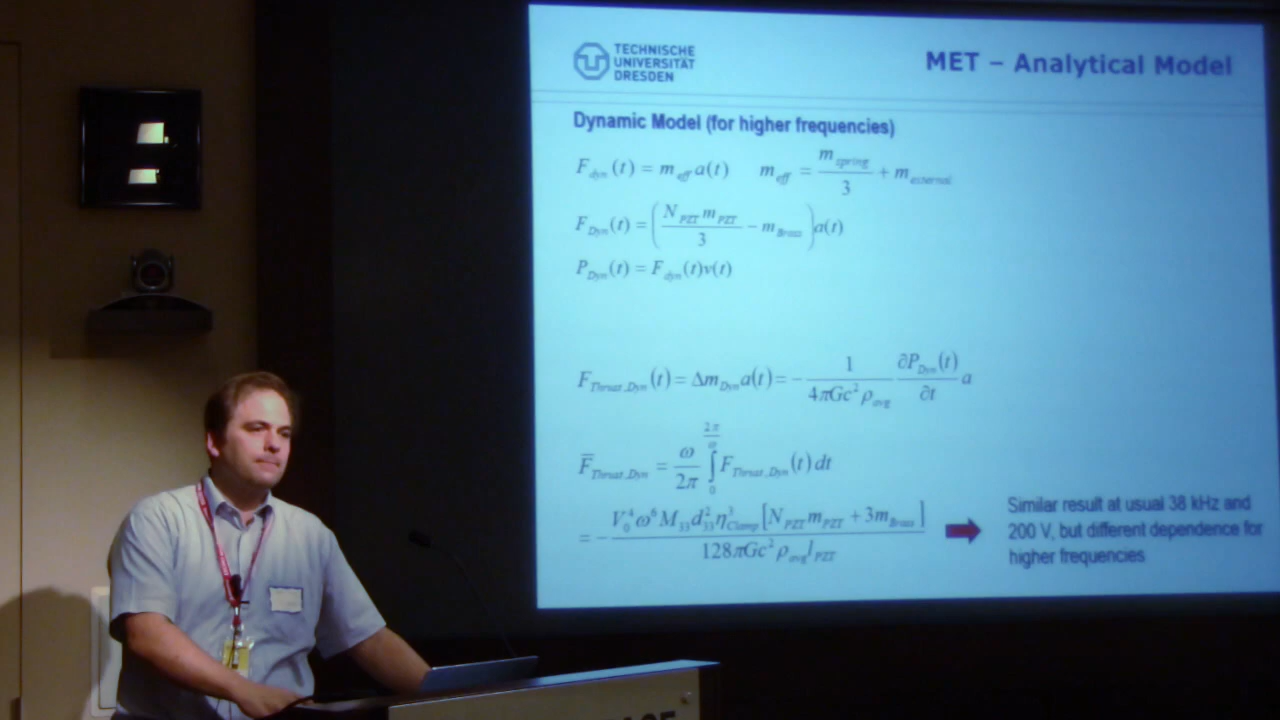 TECHNISCHE
UNIVERSITÄT
DRESDEN
MET – Analytical Model
Dynamic Model (for higher frequencies)
F_dyn(t) = m_eff a(t)    m_eff = m_spring/3 + m_external
F_Dyn(t) = (N_PZT m_PZT/3 − m_Brass) a(t)
P_Dyn(t) = F_dyn(t)v(t)
F_Thrust,Dyn(t) = Δm_Dyn a(t) = − 1/(4πGc²ρ_avg) ∂P_Dyn(t)/∂t a
F̄_Thrust,Dyn = ω/2π ∫₀^(2π/ω) F_Thrust,Dyn(t) dt
= − V₀⁴ω⁶M₃₃d₃₃²η³_Clamp[N_PZT m_PZT + 3m_Brass] / 128πGc²ρ_avg l_PZT
Similar result at usual 38 kHz and
200 V, but different dependence for
higher frequencies